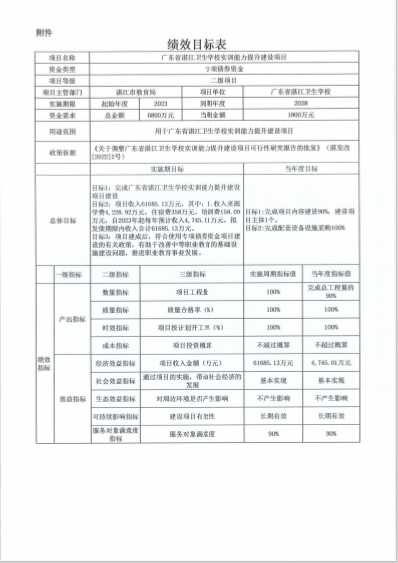 附件
绩效目标表
项目名称 广东省湛江卫生学校实训能力提升建设项目
资金类型 专项债券资金
项目等级 二级项目
项目主管部门 湛江市教育局 项目单位 广东省湛江卫生学校
实施期限 起始年度 2023 到期年度 2038
资金需求 总金额 6800万元 当期金额 1800万元
用途范围 用于广东省湛江卫生学校实训能力提升建设项目
政策依据 《关于调整广东省湛江卫生学校实训能力提升建设项目可行性研究报告的批复》（湛发改
[2022]2号）
实施期目标 当年度目标
总体目标
目标1：完成广东省湛江卫生学校实训能力提升建设
项目建设
目标2：项目收入61685.13万元，其中：1.收来源
学费4,228.92万元，住宿费358万元，培训费158.09
万元，自2023年起每年预计收入4,745.01万元，拟
发债期限内收入合计61685.13万元。
目标3：项目建成后，符合使用专项债券资金项目建
设的有关政策，有助于改善中等职业教育的基础设
施建设问题，推进职业教育事业发展。
目标1:完成项目内容建设90%，建设项
目主体1个。
目标2:完成配套设备设施采购100%
绩效
指标
一级指标 二级指标 三级指标 实施周期指标值 当年度指标值
产出指标
数量指标 项目工程量 100% 完成总工程量的
90%
质量指标 质量合格率（%） 100% 100%
时效指标 项目按计划开工率（%） 100% 100%
成本指标 项目投资概算 不超过概算 不超过概算
效益指标
经济效益指标 项目收入金额（万元） 61685.13万元 4,745.01万元
社会效益指标 通过项目的实施，带动社会经济的
发展 基本实现 基本实现
生态效益指标 对周边环境是否产生影响 不产生影响 不产生影响
可持续影响指标 建设项目有效性 长期有效 长期有效
服务对象满意度
指标 服务对象满意度 90% 90%